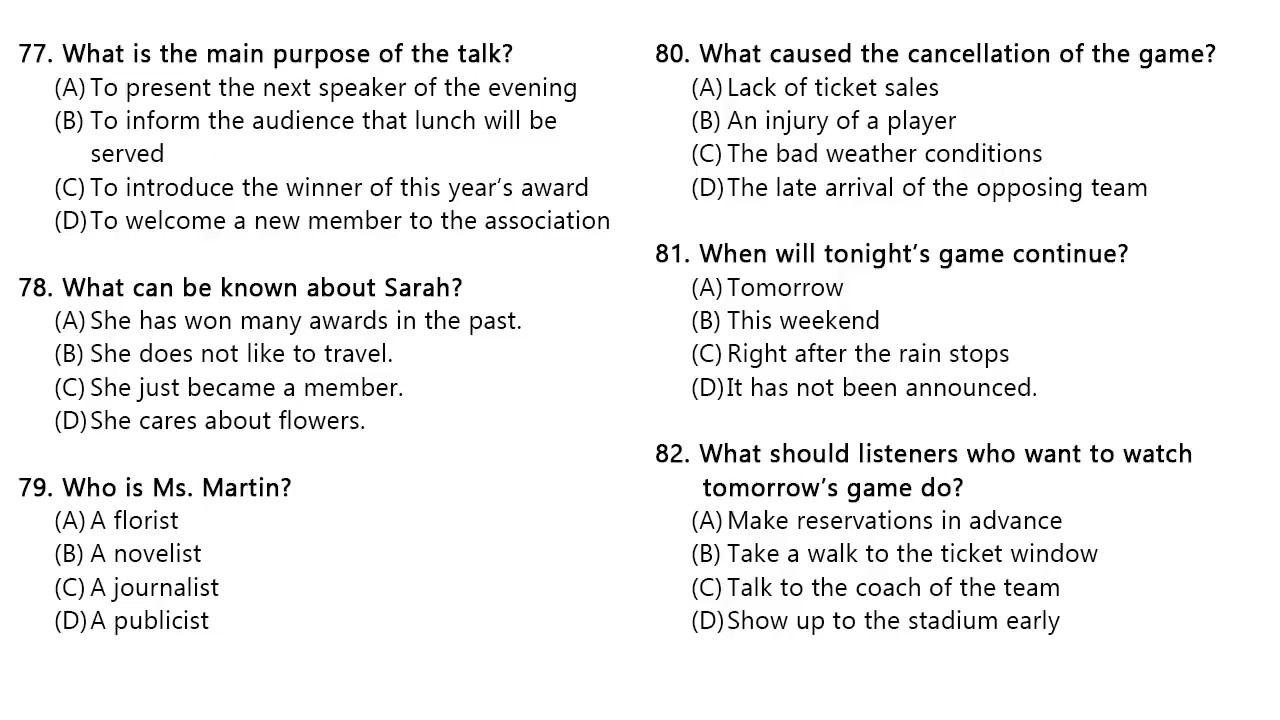 77. What is the main purpose of the talk?
(A) To present the next speaker of the evening
(B) To inform the audience that lunch will be
served
(C) To introduce the winner of this year's award
(D) To welcome a new member to the association
78. What can be known about Sarah?
(A) She has won many awards in the past.
(B) She does not like to travel.
(C) She just became a member.
(D) She cares about flowers.
79. Who is Ms. Martin?
(A) A florist
(B) A novelist
(C) A journalist
(D) A publicist
80. What caused the cancellation of the game?
(A) Lack of ticket sales
(B) An injury of a player
(C) The bad weather conditions
(D) The late arrival of the opposing team
81. When will tonight's game continue?
(A) Tomorrow
(B) This weekend
(C) Right after the rain stops
(D) It has not been announced.
82. What should listeners who want to watch
tomorrow's game do?
(A) Make reservations in advance
(B) Take a walk to the ticket window
(C) Talk to the coach of the team
(D) Show up to the stadium early